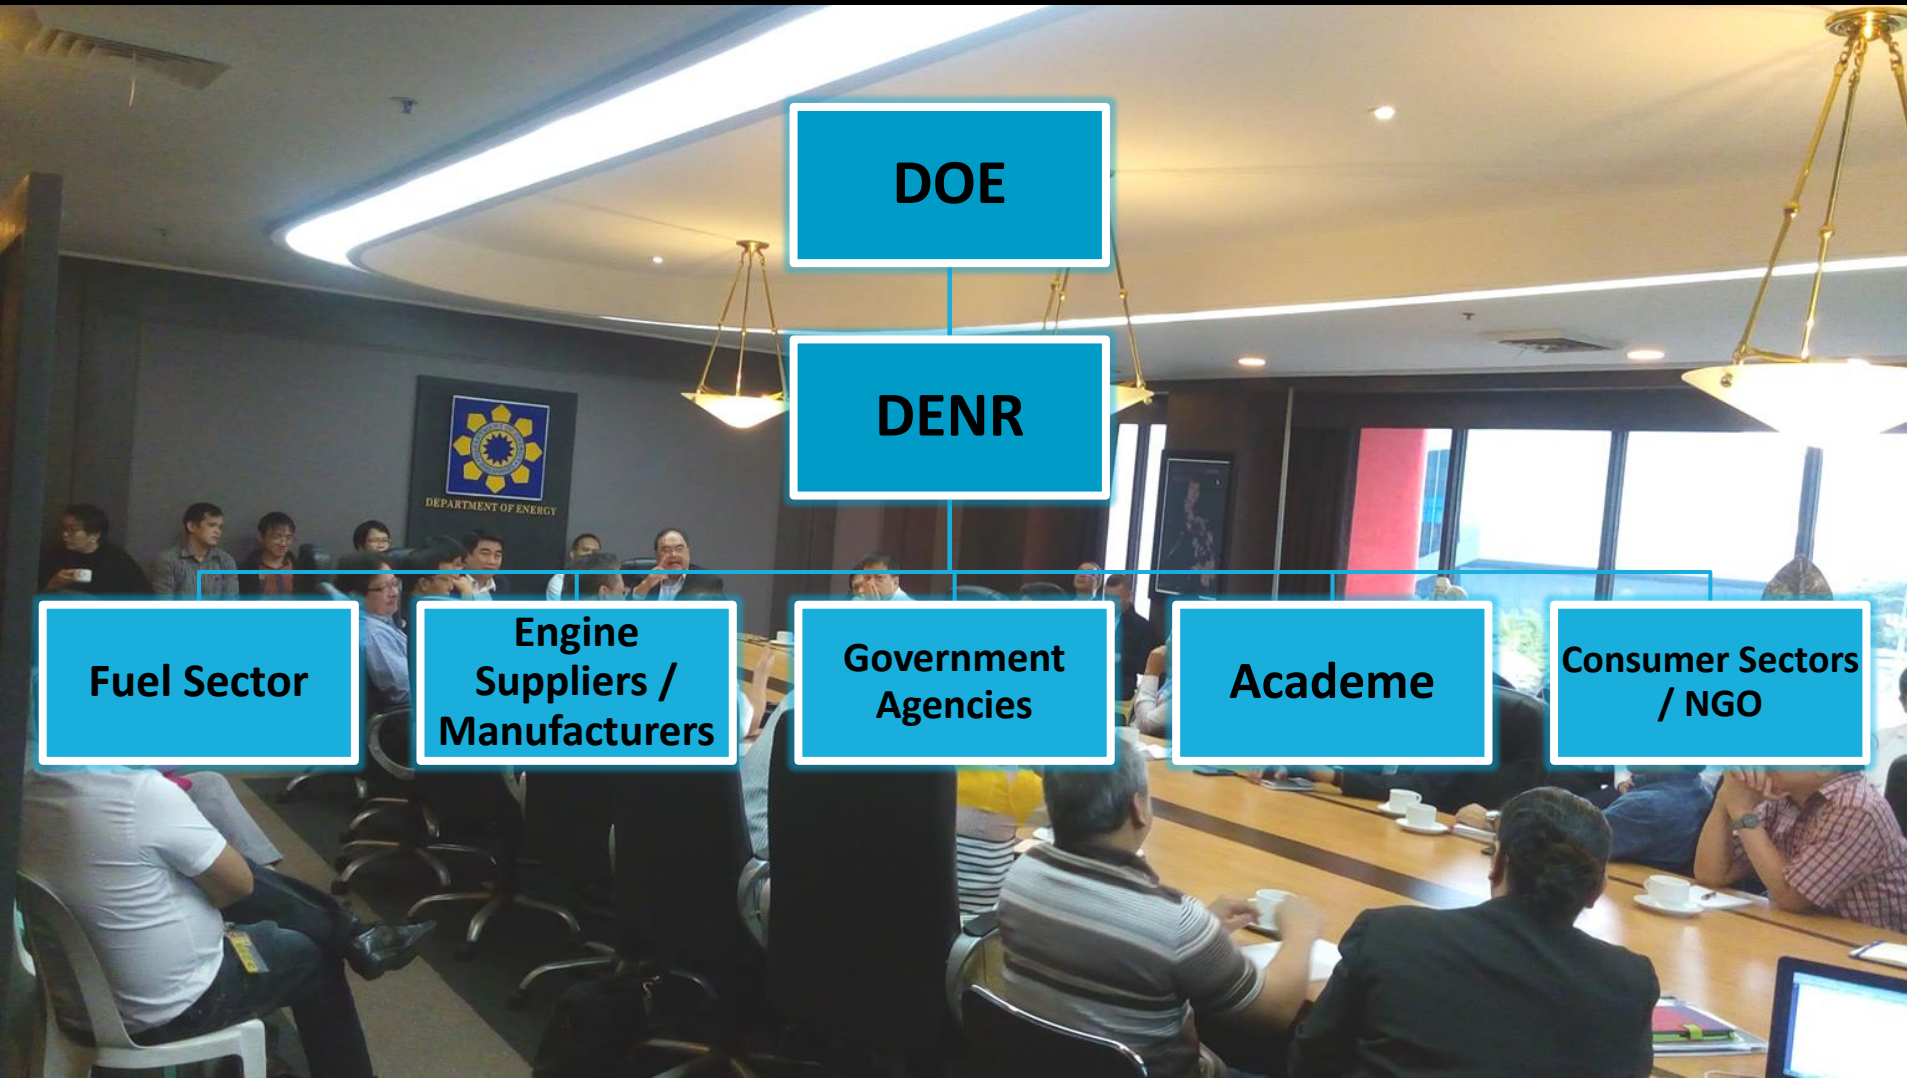 DOE
DENR
DEPARTMENT OF ENERGY
Fuel Sector
Engine
Suppliers /
Manufacturers
Government
Agencies
Academe
Consumer Sectors
/ NGO